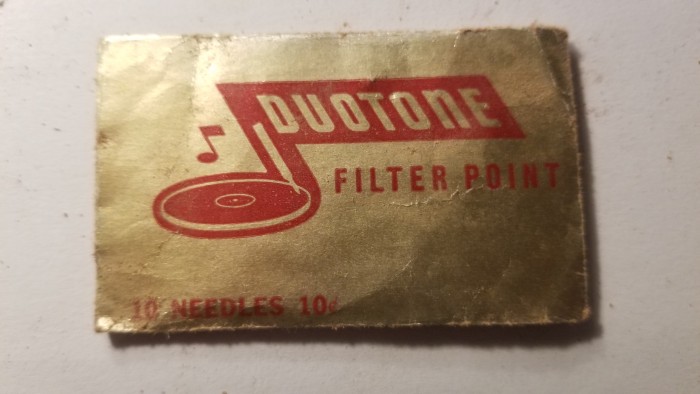 DUOTONE
FILTER POINT
10 NEEDLES 10¢